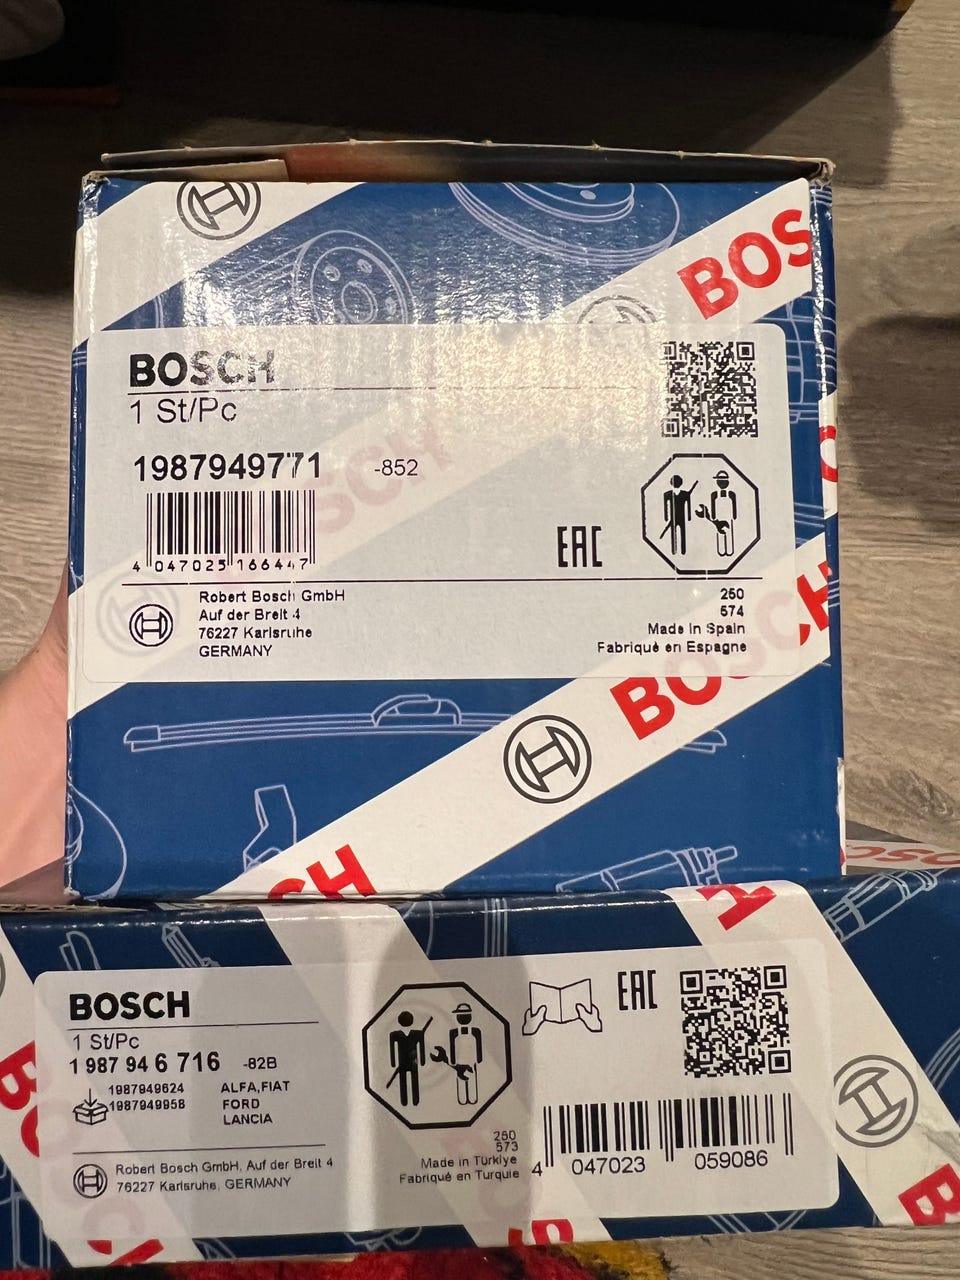 BOS
BOSCH
1 St/Pc
1987949771 -852
4 047025 166447
EAC
Robert Bosch GmbH
Auf der Breit 4
76227 Karlsruhe
GERMANY
250
574
Made in Spain
Fabriqué en Espagne
BOSCH
CH
BOSCH
1 St/Pc
1 987 94 6 716 -82B
1987949624 ALFA,FIAT
1987949958 FORD
LANCIA
Robert Bosch GmbH, Auf der Breit 4
76227 Karlsruhe, GERMANY
EAC
250
573
Made in Türkiye
Fabriqué en Turquie
4 047023 059086